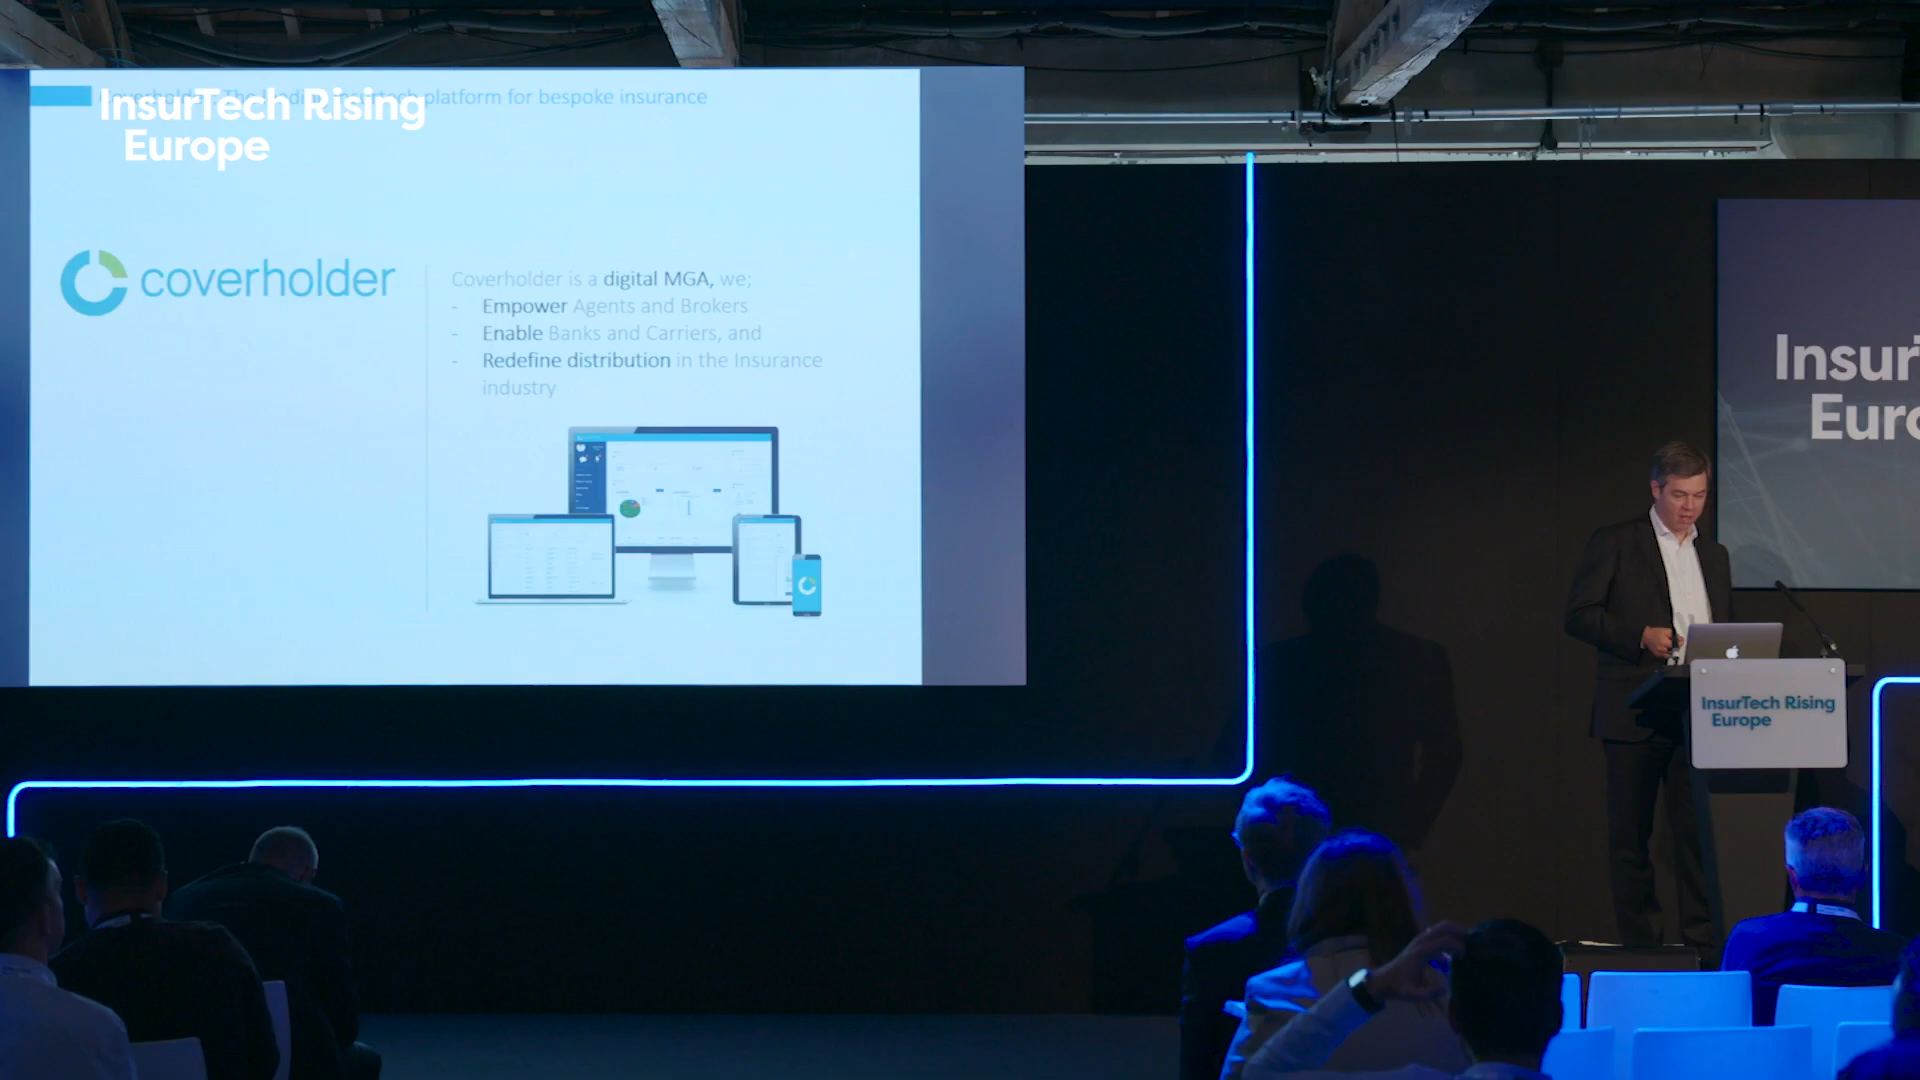 InsurTech Rising
Europe
platform for bespoke insurance
coverholder
Coverholder is a digital MGA, we;
- Empower Agents and Brokers
- Enable Banks and Carriers, and
- Redefine distribution in the Insurance
industry
Insur
Euro
InsurTech Rising
Europe